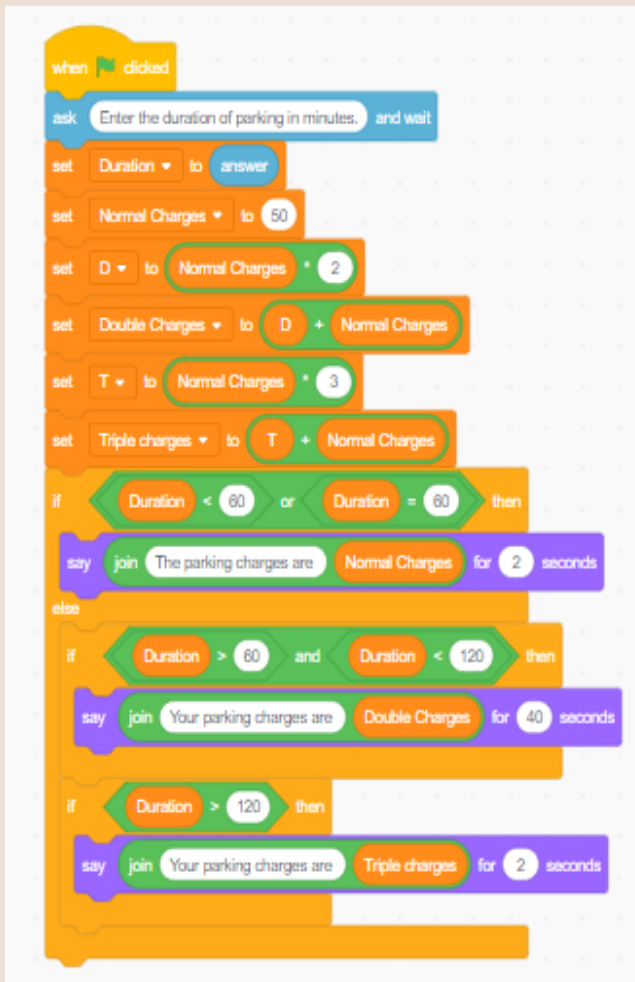 when clicked
ask Enter the duration of parking in minutes. and wait
set Duration to answer
set Normal Charges to 50
set D to Normal Charges * 2
set Double Charges to D + Normal Charges
set T to Normal Charges * 3
set Triple charges to T + Normal Charges
if Duration < 60 or Duration = 60 then
say join The parking charges are Normal Charges for 2 seconds
else
if Duration > 60 and Duration < 120 then
say join Your parking charges are Double Charges for 40 seconds
if Duration > 120 then
say join Your parking charges are Triple charges for 2 seconds